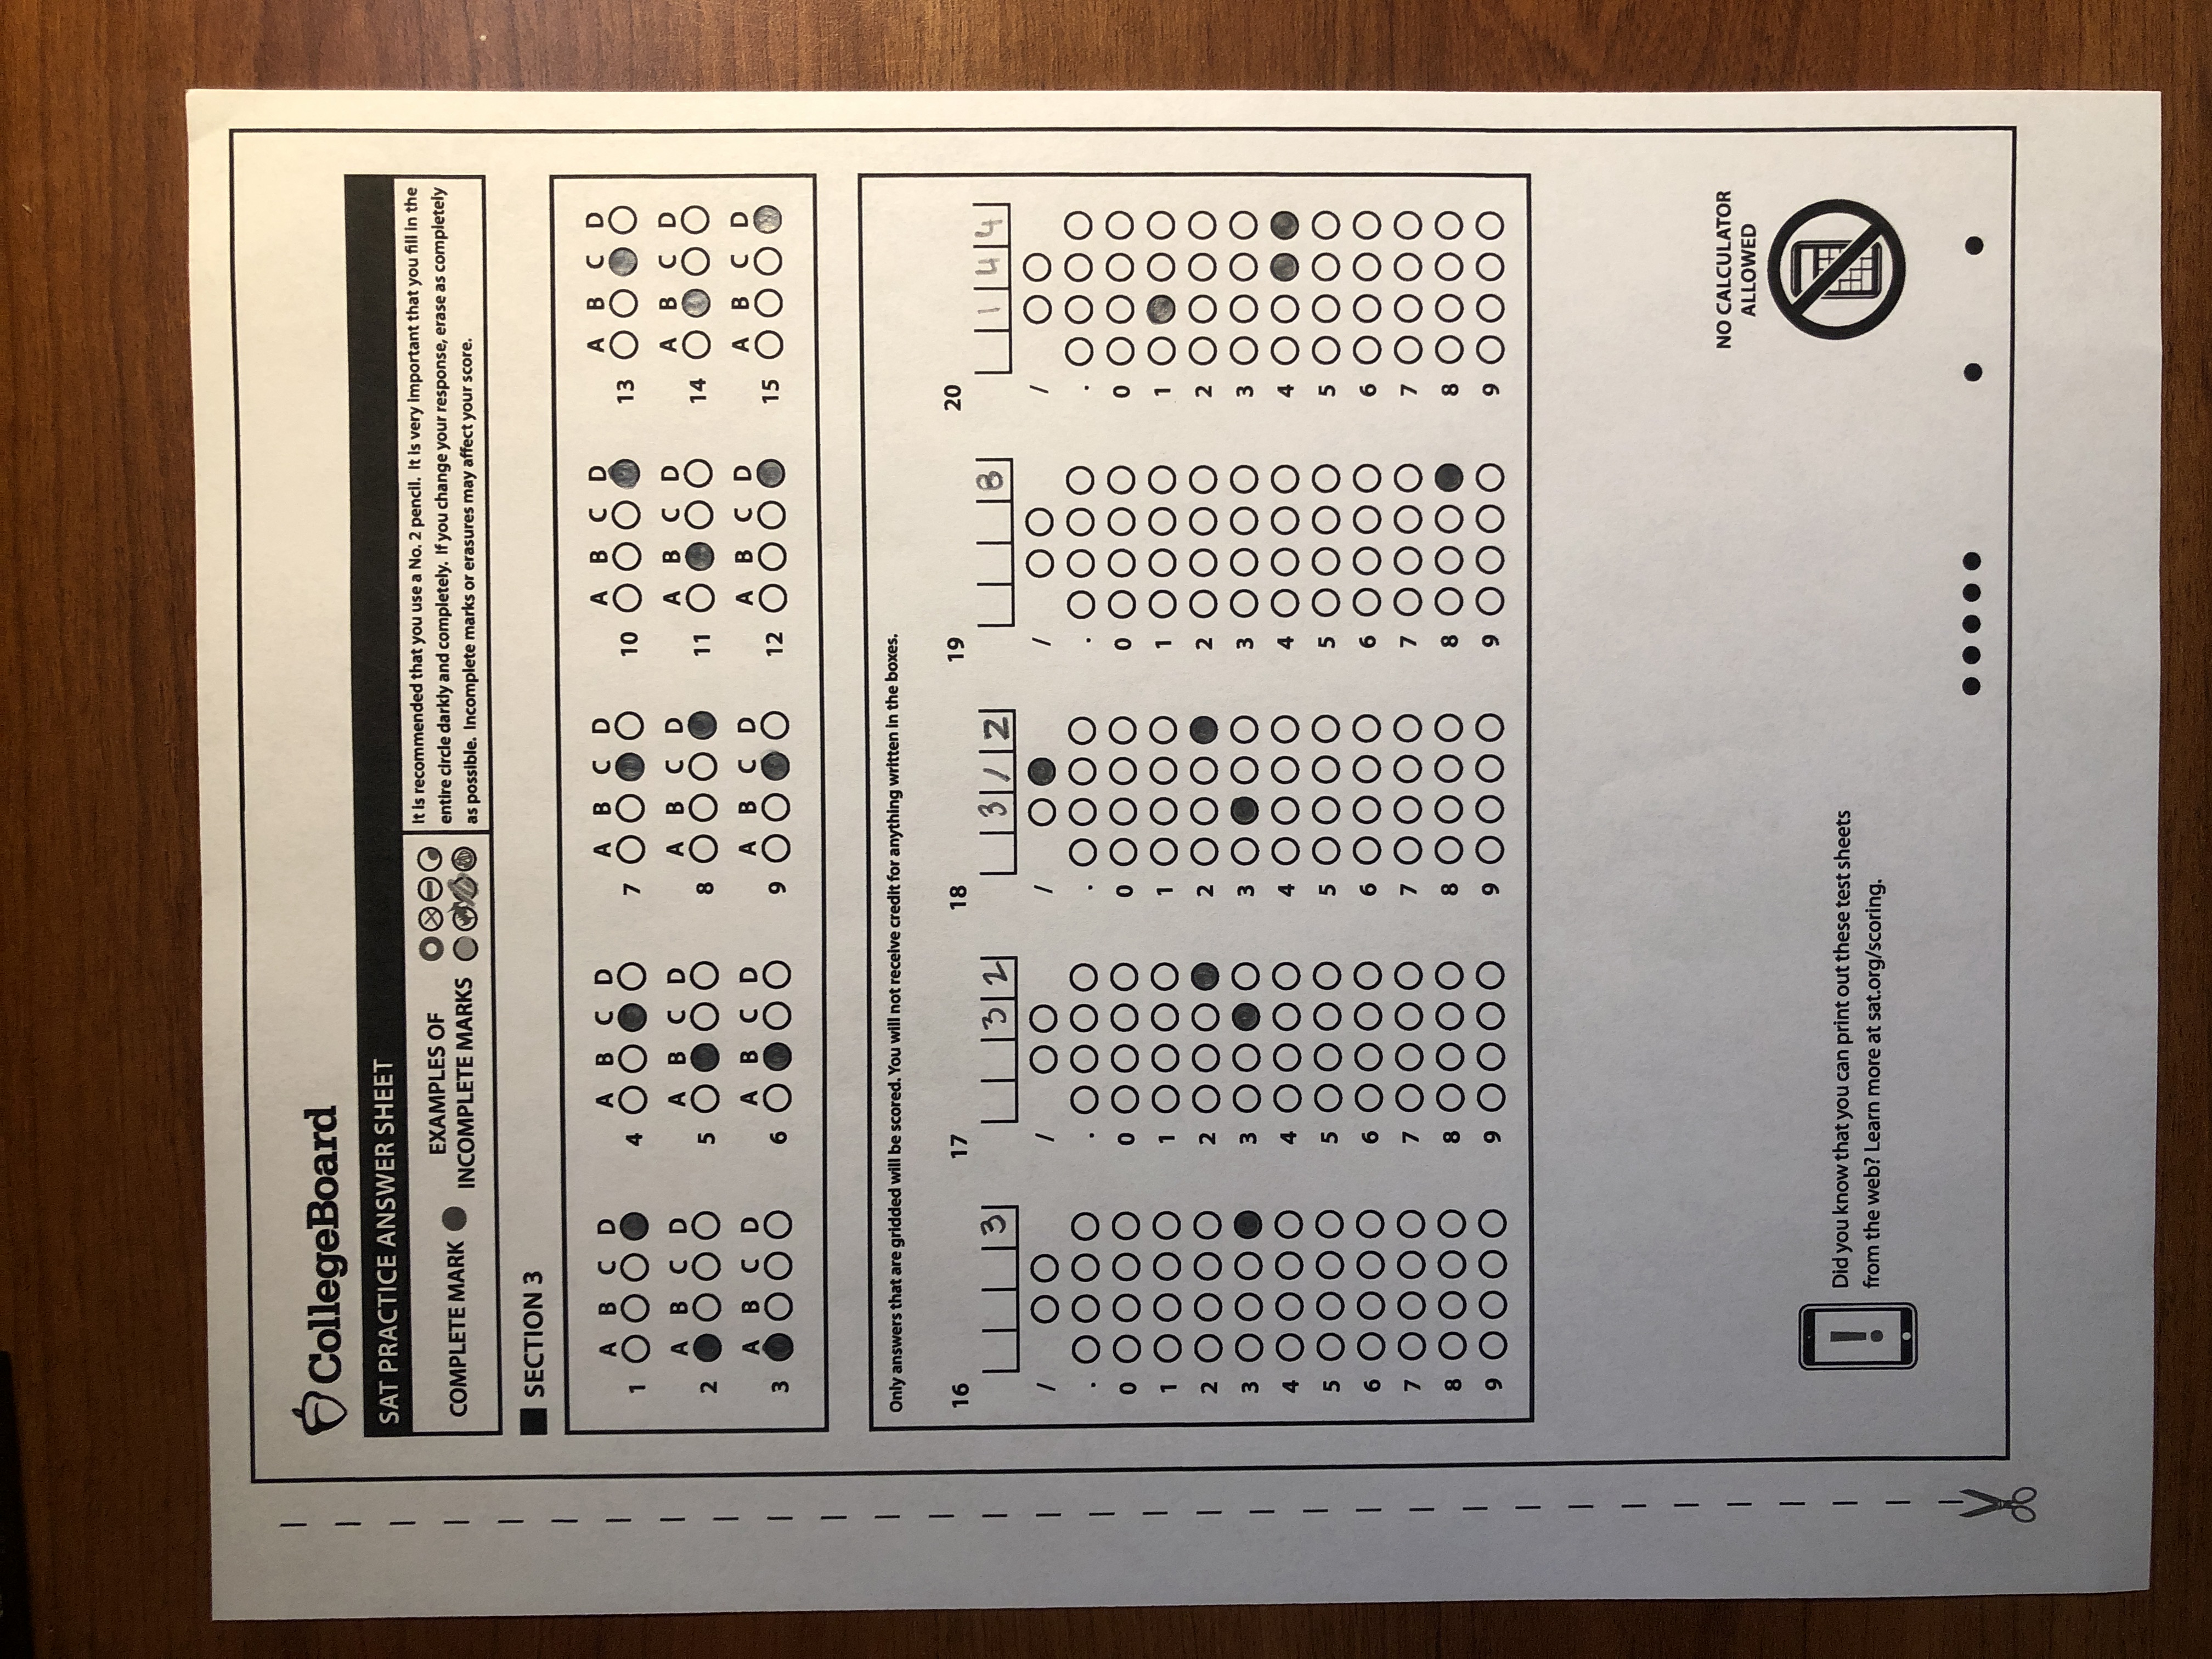 CollegeBoard
SAT PRACTICE ANSWER SHEET
COMPLETE MARK
EXAMPLES OF
INCOMPLETE MARKS
It is recommended that you use a No. 2 pencil. It is very important that you fill in the
entire circle darkly and completely. If you change your response, erase as completely
as possible. Incomplete marks or erasures may affect your score.
SECTION 3
A B C D A B C D A B C D A B C D A B C D
1 4 7 10 13
A B C D A B C D A B C D A B C D A B C D
2 5 8 11 14
A B C D A B C D A B C D A B C D A B C D
3 6 9 12 15
Only answers that are gridded will be scored. You will not receive credit for anything written in the boxes.
16 17 18 19 20
3 3 2 3 / 2 8 1 4 4
/ / / / /
. . . . .
0 0 0 0 0
1 1 1 1 1
2 2 2 2 2
3 3 3 3 3
4 4 4 4 4
5 5 5 5 5
6 6 6 6 6
7 7 7 7 7
8 8 8 8 8
9 9 9 9 9
NO CALCULATOR
ALLOWED
Did you know that you can print out these test sheets
from the web? Learn more at sat.org/scoring.